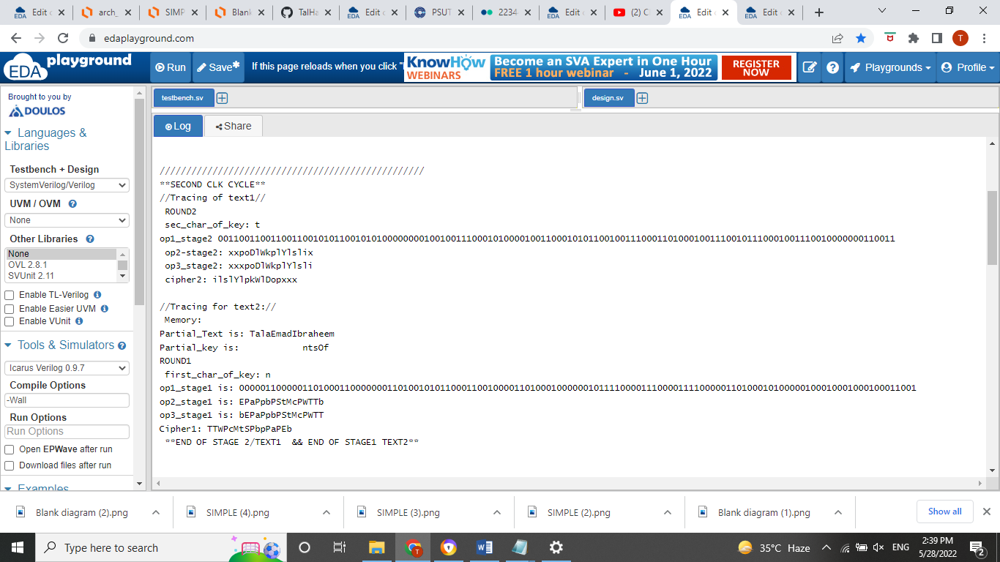 Edit
arch_
SIMP
Blank
TalHa
Edit
PSUT
2234
Edit
(2) C
Edit
Edit
edaplayground.com
T
EDA playground
Run
Save*
If this page reloads when you click "
KNOWHOW WEBINARS
Become an SVA Expert in One Hour
FREE 1 hour webinar - June 1, 2022
REGISTER NOW
Playgrounds
Profile
Brought to you by
DOULOS
Languages & Libraries
Testbench + Design
SystemVerilog/Verilog
UVM / OVM
None
Other Libraries
None
OVL 2.8.1
SVUnit 2.11
Enable TL-Verilog
Enable Easier UVM
Enable VUnit
Tools & Simulators
Icarus Verilog 0.9.7
Compile Options
-Wall
Run Options
Run Options
Open EPWave after run
Download files after run
Examples
testbench.sv
design.sv
Log
Share
//////////////////////////////////////////////////
**SECOND CLK CYCLE**
//Tracing of text1//
ROUND2
sec_char_of_key: t
op1_stage2
op2-stage2: xxpoDlWkplYlslix
op3_stage2: xxxpoDlWkplYlsli
cipher2: ilslYlpkWlDopxxx
//Tracing for text2://
Memory:
Partial_Text is: TalaEmadIbraheem
Partial_key is: ntsOf
ROUND1
first_char_of_key: n
op1_stage1 is:
op2_stage1 is: EPaPpbPStMcPWTTb
op3_stage1 is: bEPaPpbPStMcPWTT
Cipher1: TTWPcMtSPbpPaPEb
**END OF STAGE 2/TEXT1 && END OF STAGE1 TEXT2**
Blank diagram (2).png
SIMPLE (4).png
SIMPLE (3).png
SIMPLE (2).png
Blank diagram (1).png
Show all
Type here to search
35°C Haze
ENG
2:39 PM
5/28/2022
2